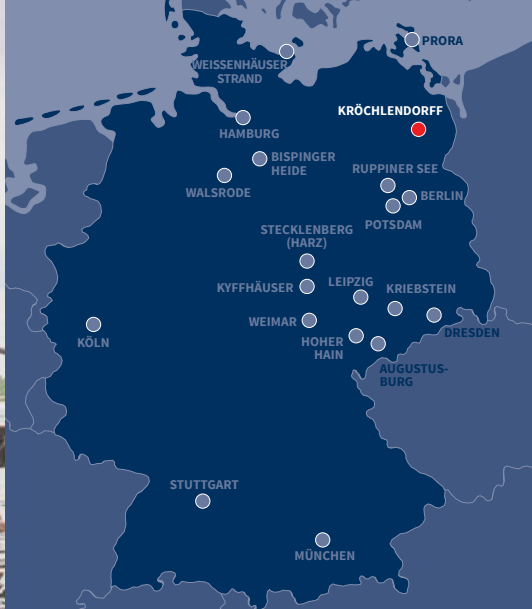 PRORA
WEISSENHÄUSER
STRAND
KRÖCHLENDORFF
HAMBURG
BISPINGER
HEIDE
RUPPINER SEE
WALSRODE
BERLIN
POTSDAM
STECKLENBERG
(HARZ)
LEIPZIG
KYFFHÄUSER
KRIEBSTEIN
WEIMAR
DRESDEN
HOHER
HAIN
KÖLN
AUGUSTUS-
BURG
STUTTGART
MÜNCHEN